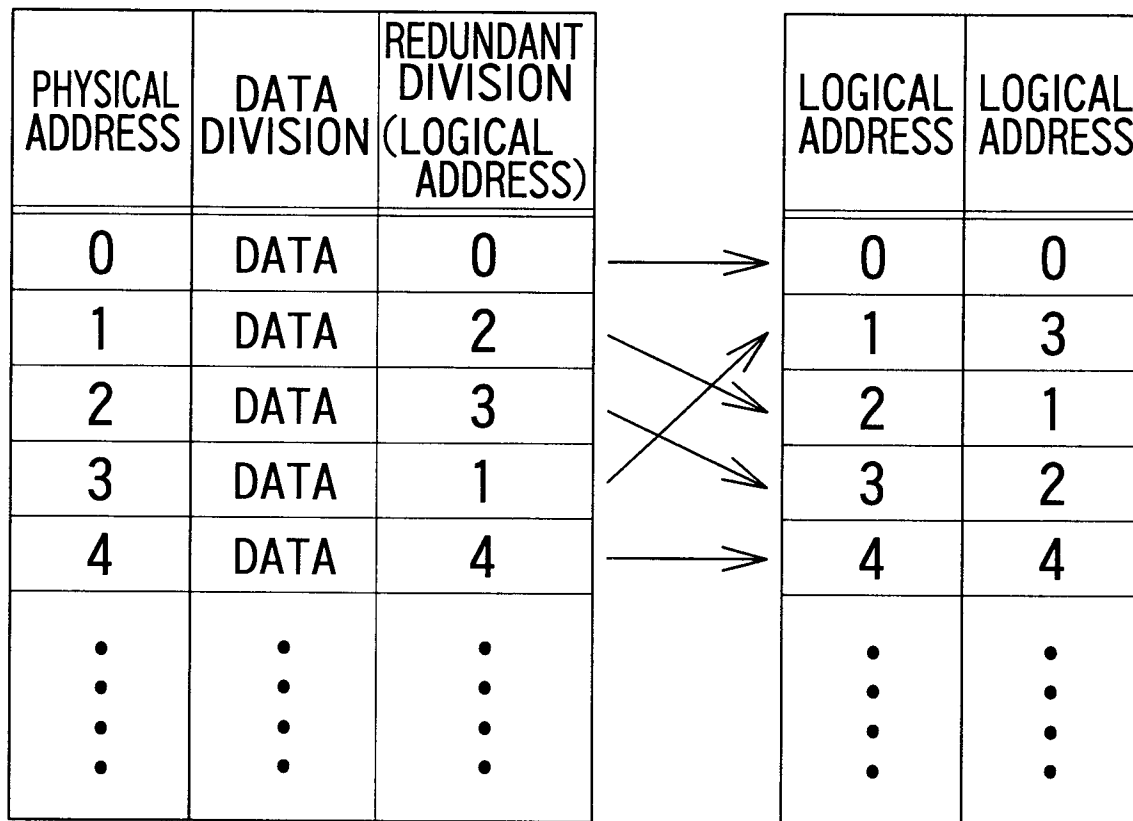 PHYSICAL ADDRESS | DATA DIVISION | REDUNDANT DIVISION (LOGICAL ADDRESS)
0 | DATA | 0
1 | DATA | 2
2 | DATA | 3
3 | DATA | 1
4 | DATA | 4
LOGICAL ADDRESS | LOGICAL ADDRESS
0 | 0
1 | 3
2 | 1
3 | 2
4 | 4